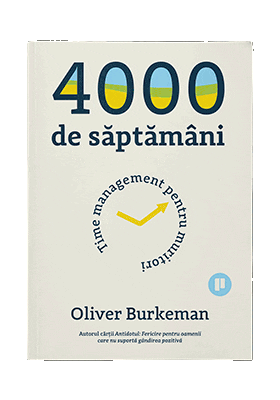 4000
de săptămâni
Time management pentru muritori
Oliver Burkeman
Autorul cărții Antidotul: Fericire pentru oamenii
care nu suportă gândirea pozitivă